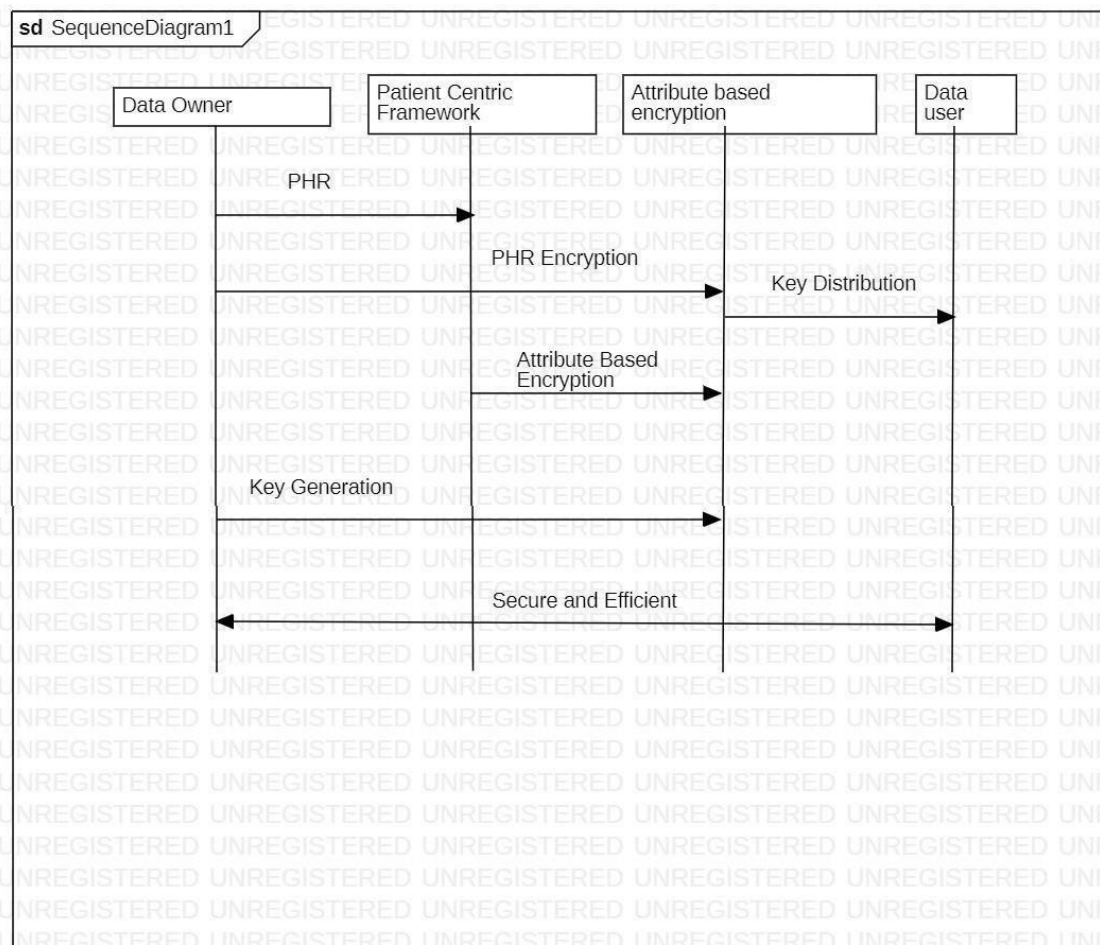 sd SequenceDiagram1
Data Owner
Patient Centric
Framework
Attribute based
encryption
Data
user
PHR
PHR Encryption
Key Distribution
Attribute Based
Encryption
Key Generation
Secure and Efficient
UNREGISTERED